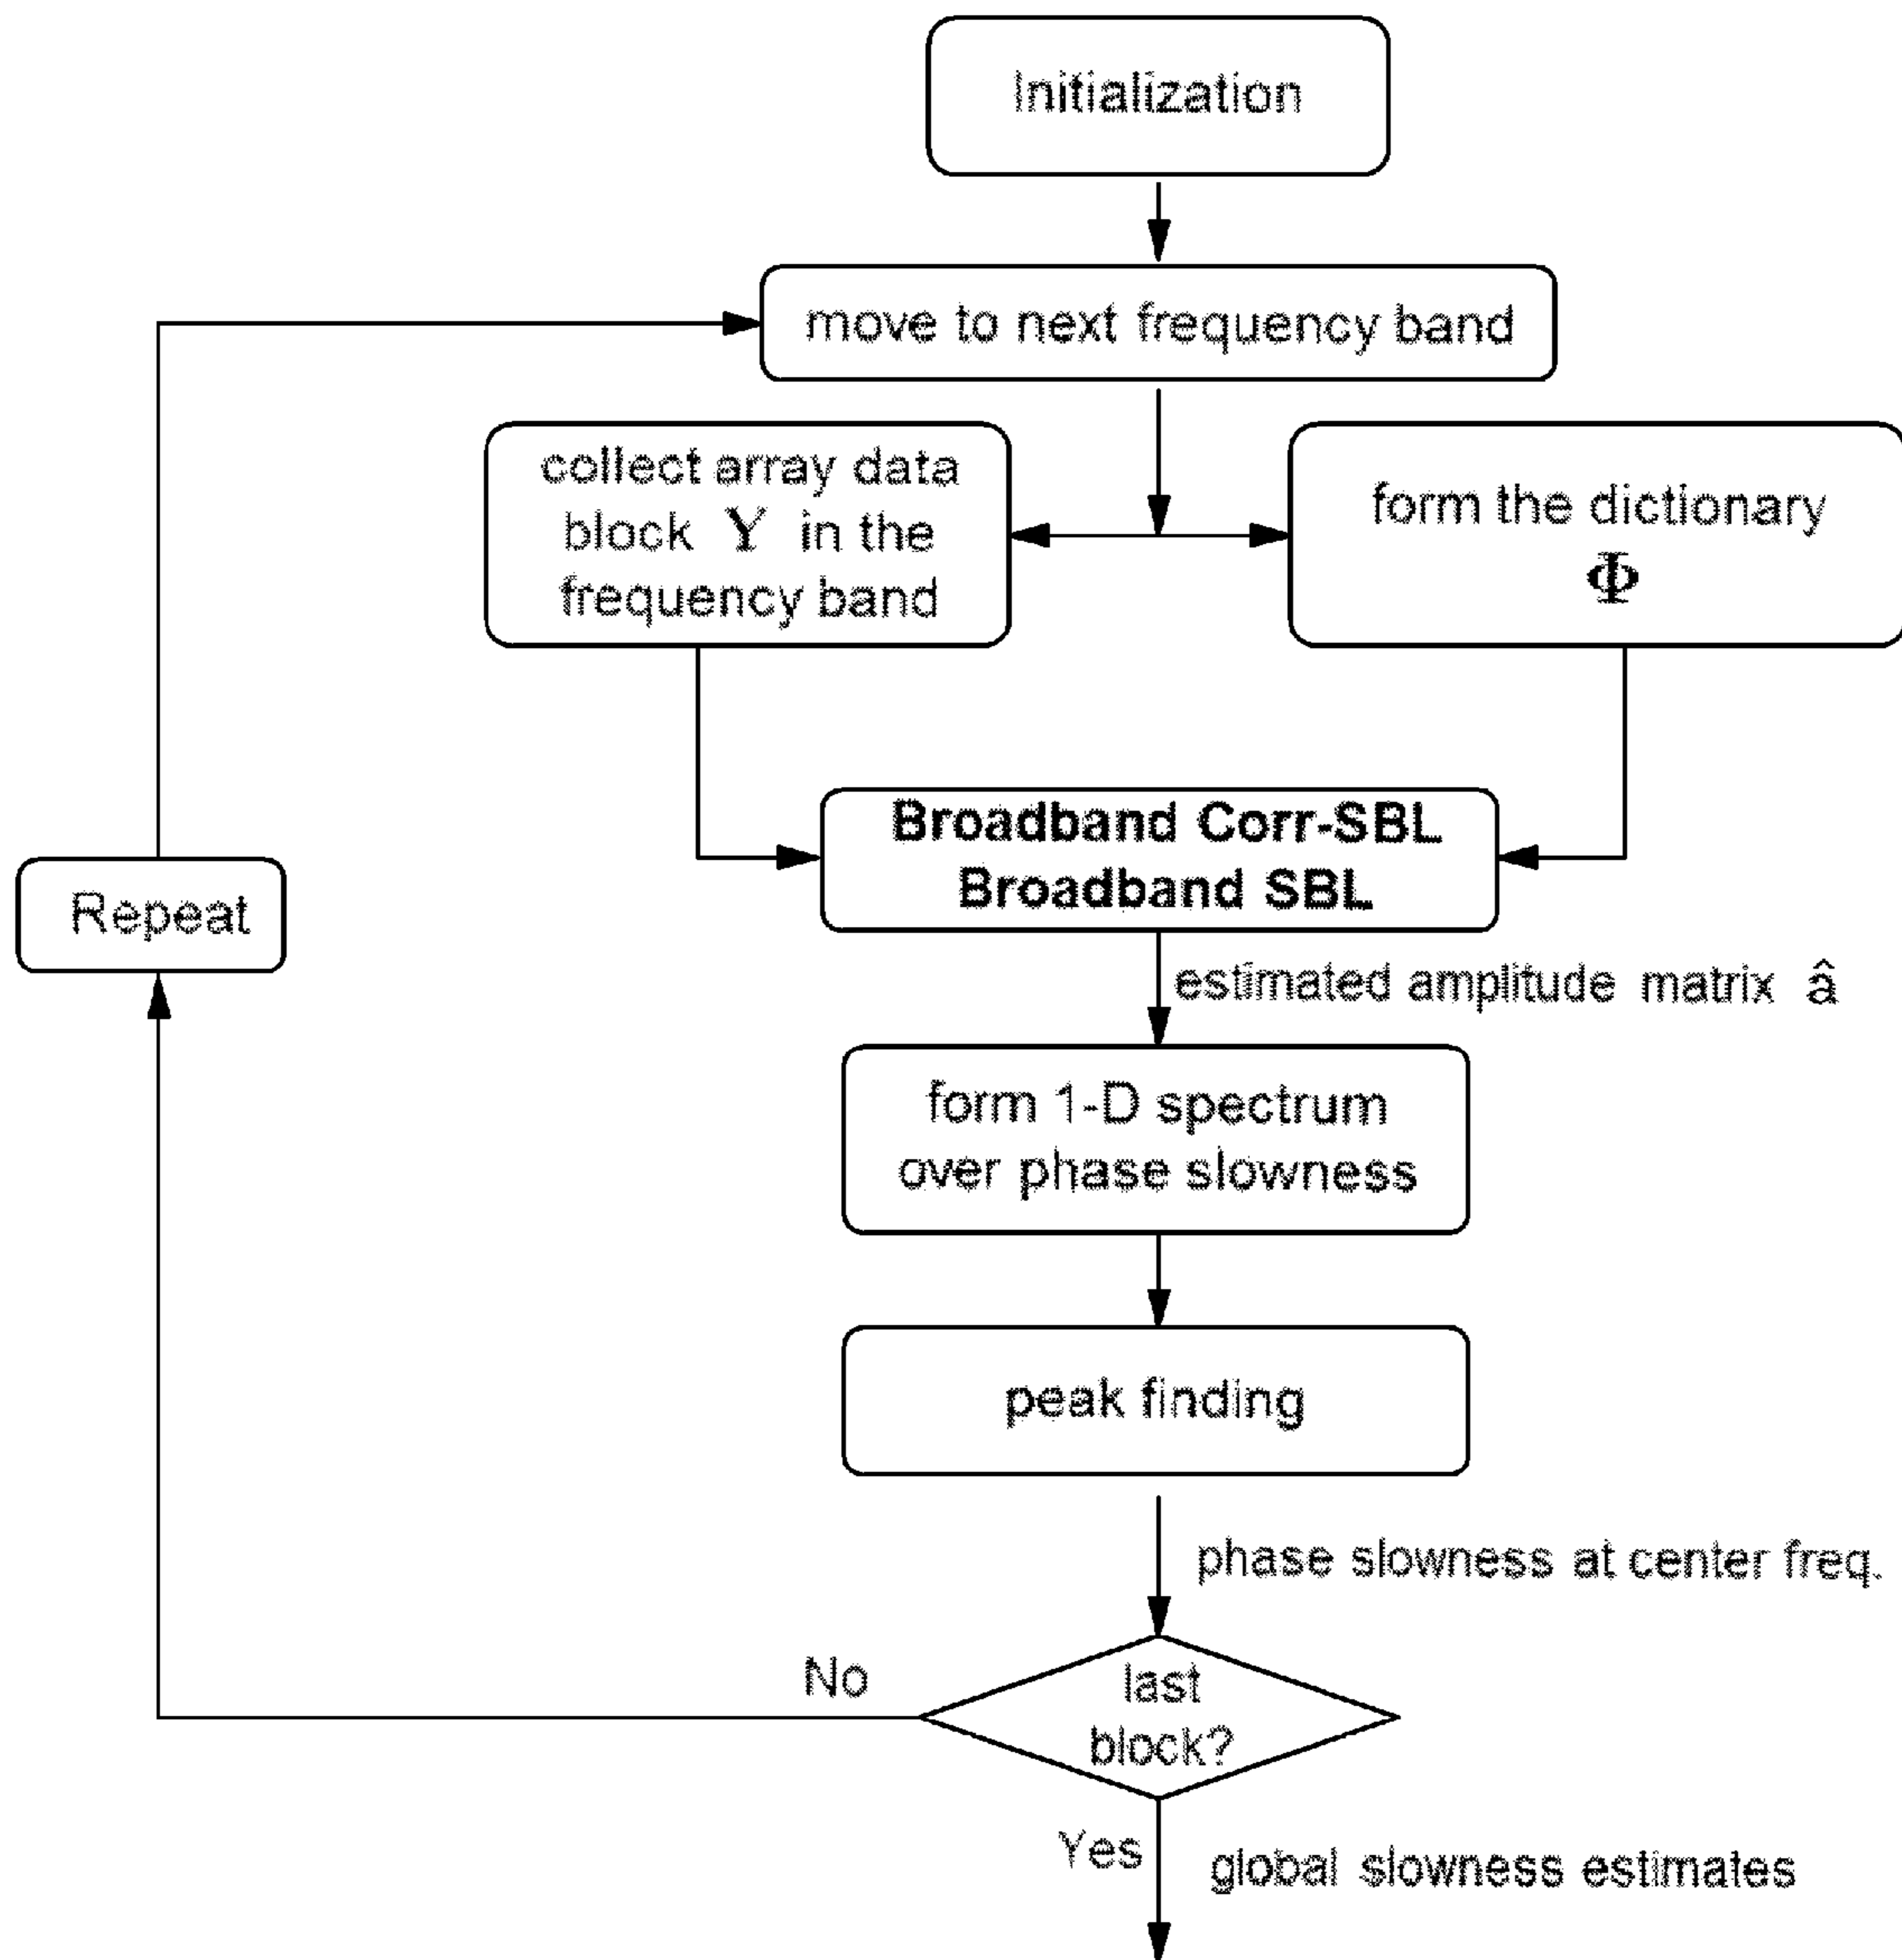 Initialization
move to next frequency band
collect array data
block Y in the
frequency band
form the dictionary
Φ
Broadband Corr-SBL
Broadband SBL
Repeat
estimated amplitude matrix â
form 1-D spectrum
over phase slowness
peak finding
phase slowness at center freq.
No
last
block?
Yes
global slowness estimates